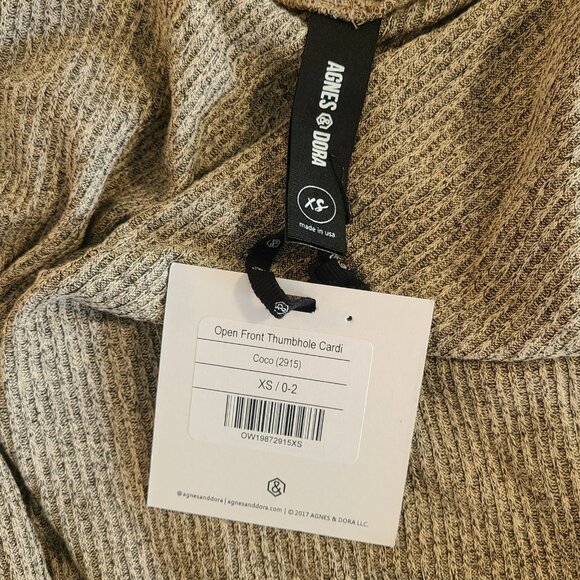 AGNES & DORA
XS
made in usa
Open Front Thumbhole Cardi
Coco (2915)
XS / 0-2
OW19872915XS
&
@agnesanddora | agnesanddora.com | © 2017 AGNES & DORA LLC.